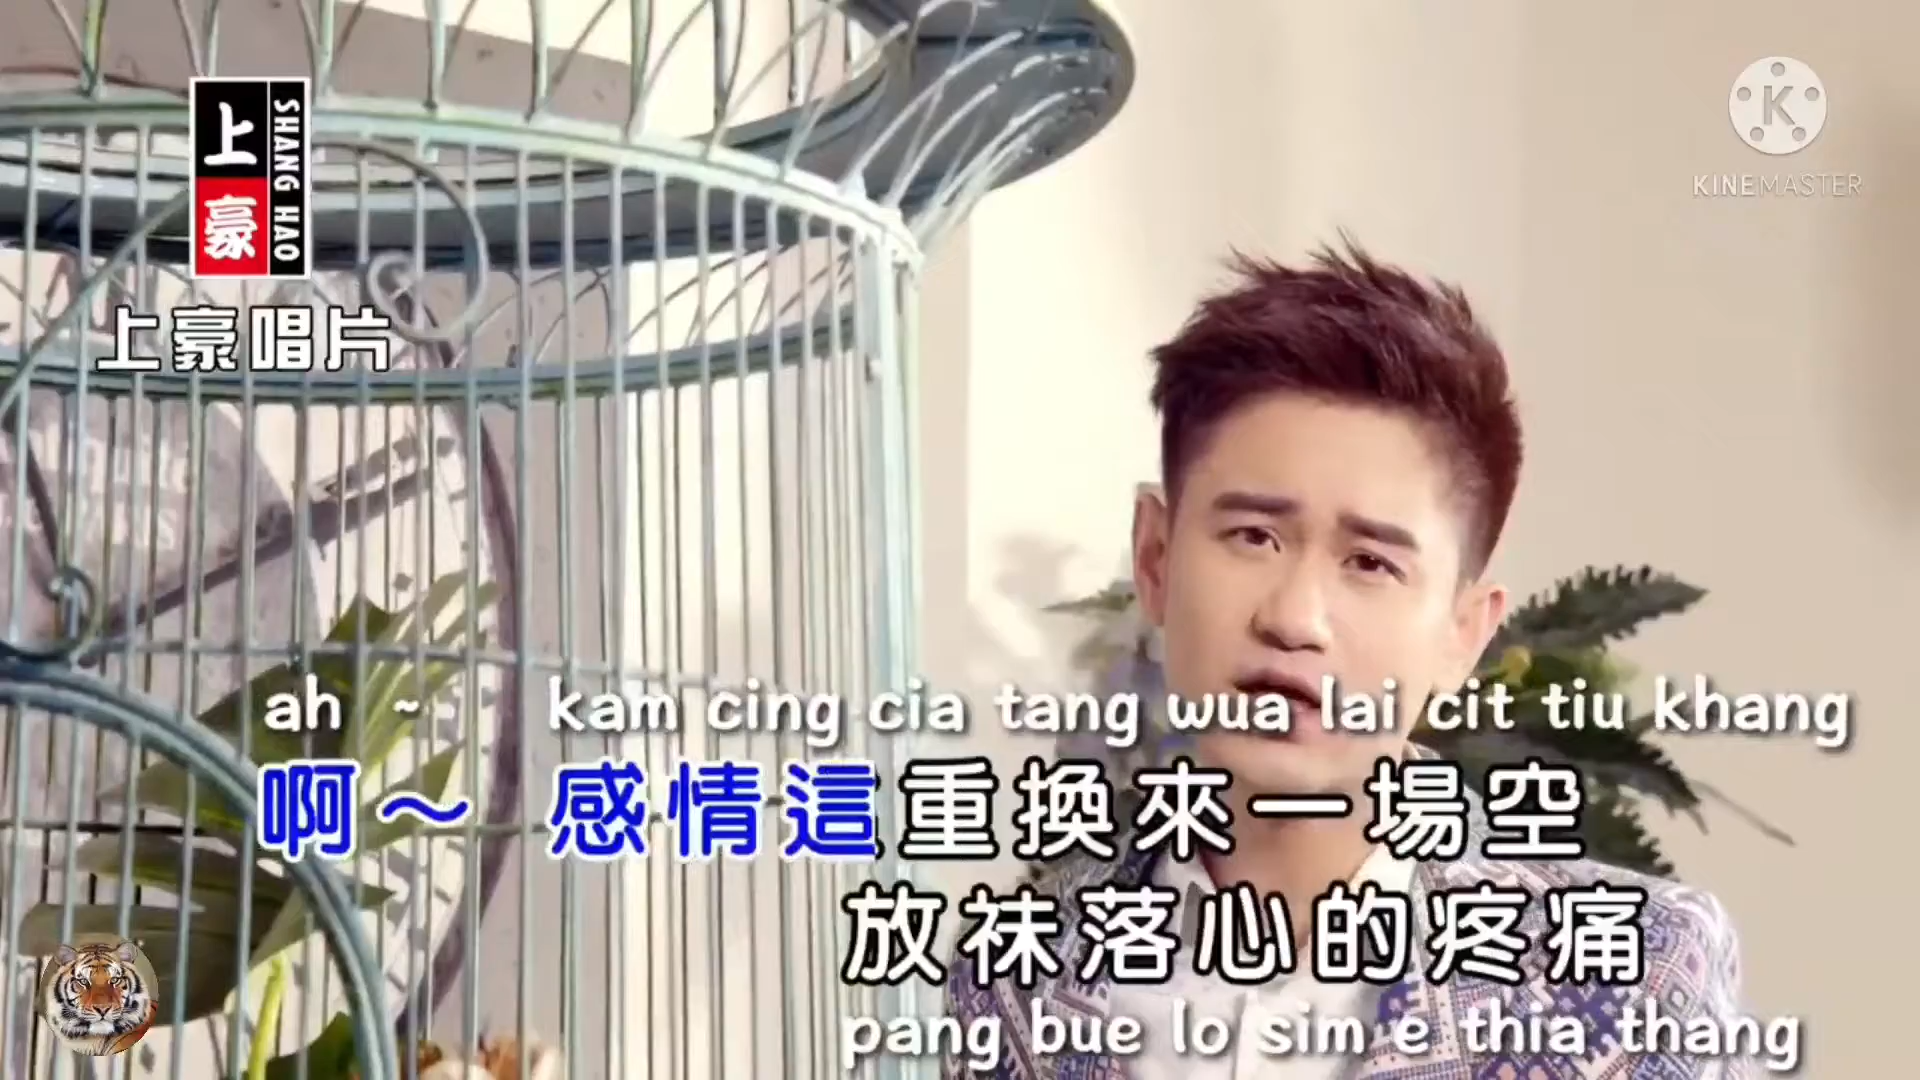 上豪
SHANG HAO
上豪唱片
K
KINEMASTER
ah ~ kam cing cia tang wua lai cit tiu khang
啊～ 感情這重換來一場空
放袂落心的疼痛
pang bue lo sim e thia thang